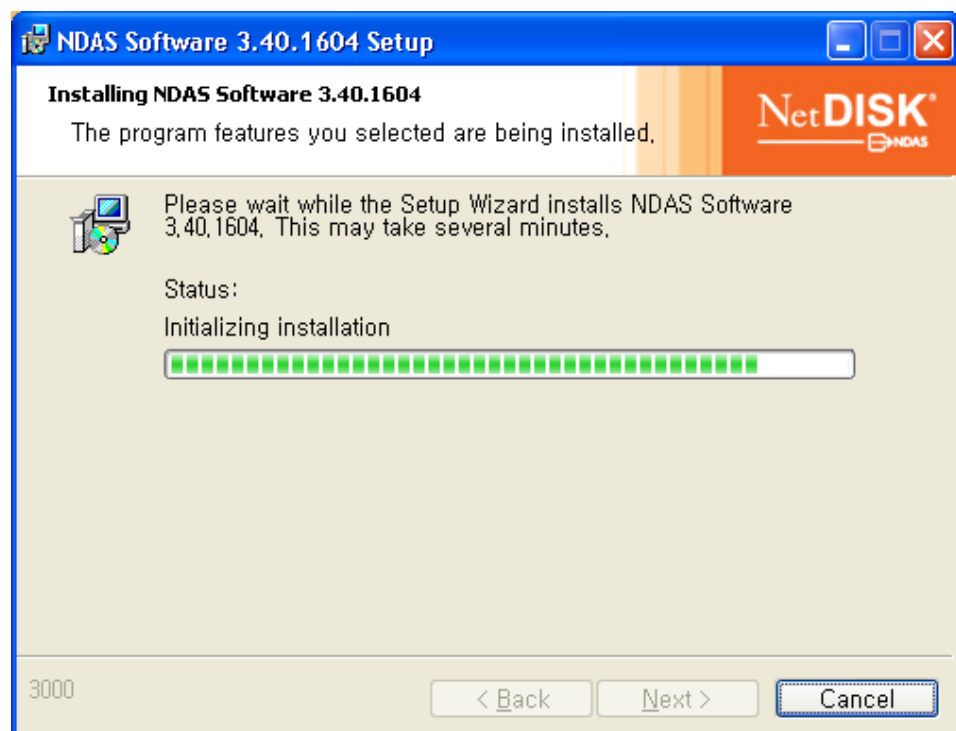 NDAS Software 3.40.1604 Setup
Installing NDAS Software 3.40.1604
The program features you selected are being installed.
NetDISK®
NDAS
Please wait while the Setup Wizard installs NDAS Software
3.40.1604. This may take several minutes.
Status:
Initializing installation
3000
< Back
Next >
Cancel